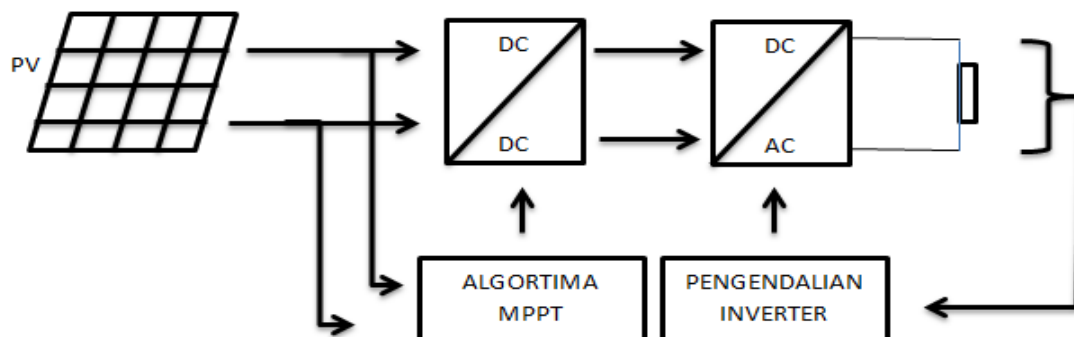 PV
DC
DC
DC
AC
ALGORTIMA
MPPT
PENGENDALIAN
INVERTER